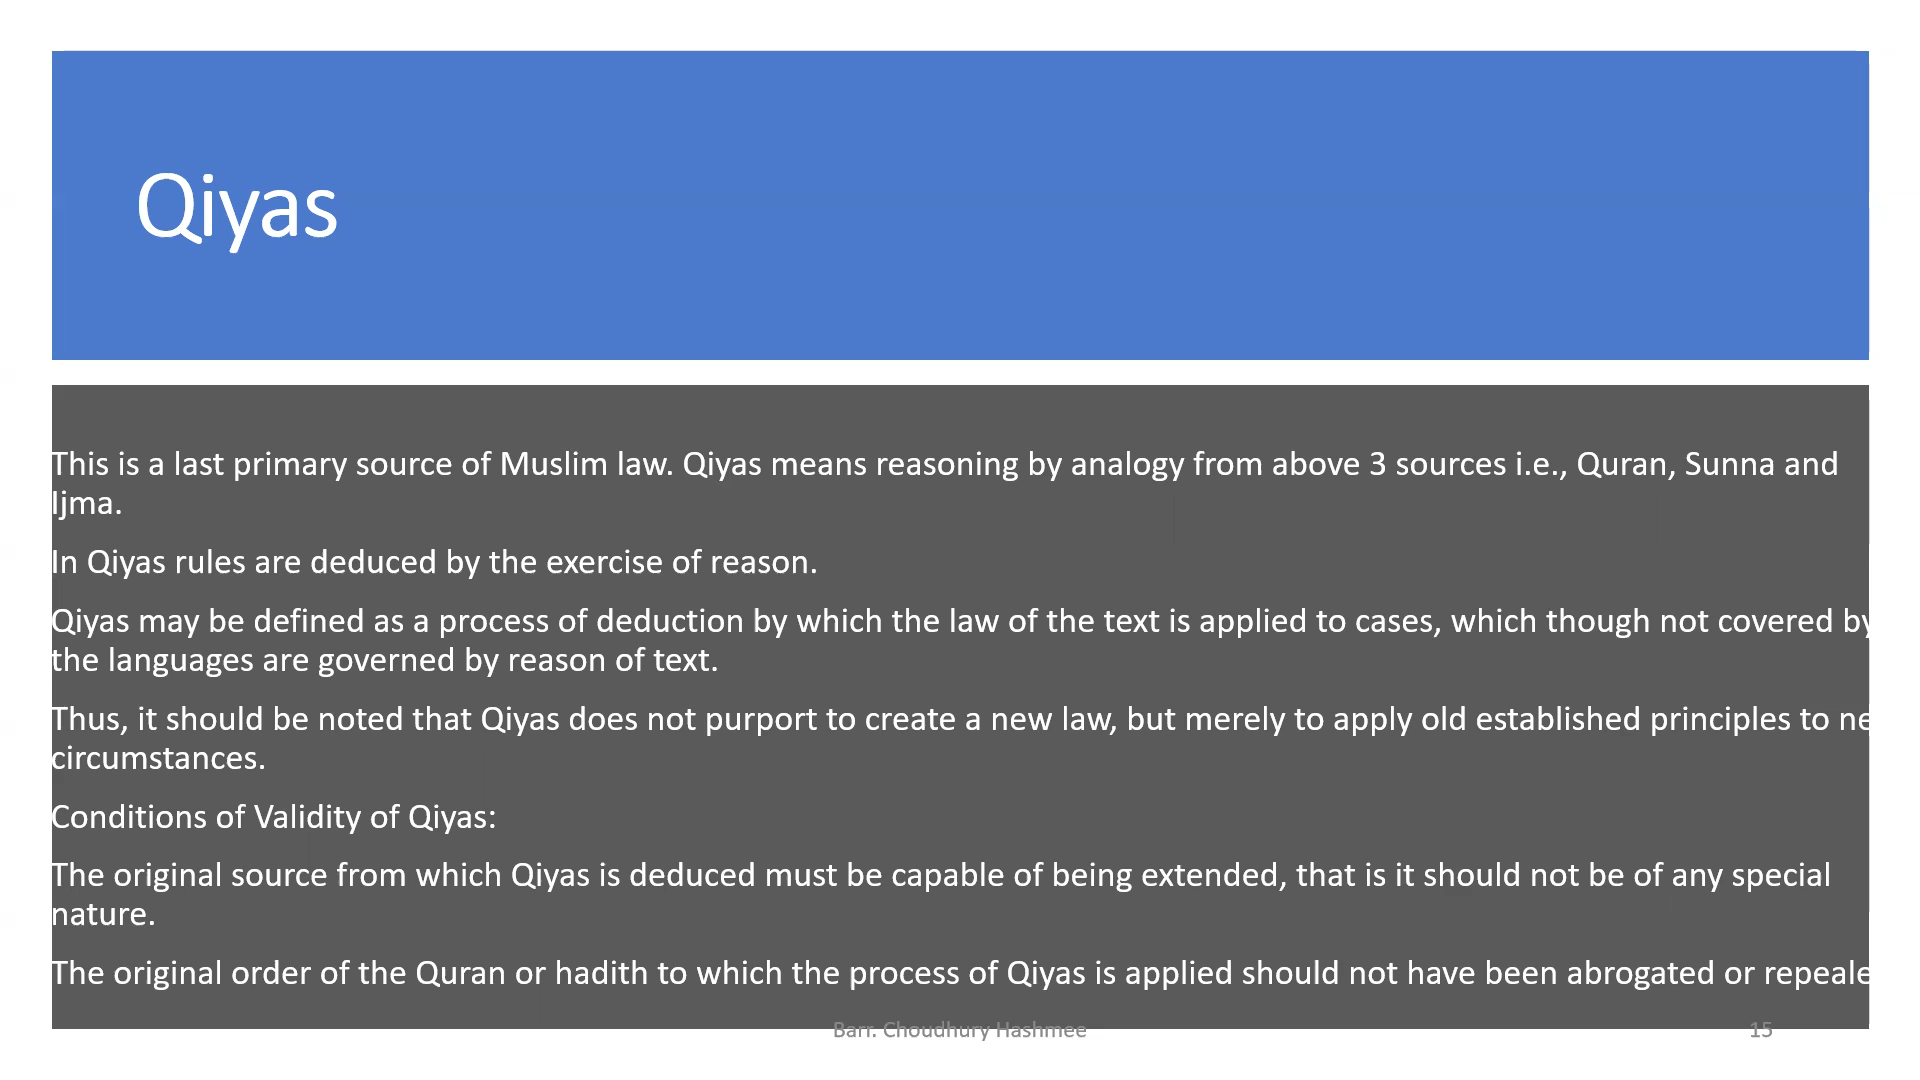 Qiyas
This is a last primary source of Muslim law. Qiyas means reasoning by analogy from above 3 sources i.e., Quran, Sunna and
Ijma.
In Qiyas rules are deduced by the exercise of reason.
Qiyas may be defined as a process of deduction by which the law of the text is applied to cases, which though not covered by
the languages are governed by reason of text.
Thus, it should be noted that Qiyas does not purport to create a new law, but merely to apply old established principles to ne
circumstances.
Conditions of Validity of Qiyas:
The original source from which Qiyas is deduced must be capable of being extended, that is it should not be of any special
nature.
The original order of the Quran or hadith to which the process of Qiyas is applied should not have been abrogated or repeale
Barr. Choudhury Hashmee
15